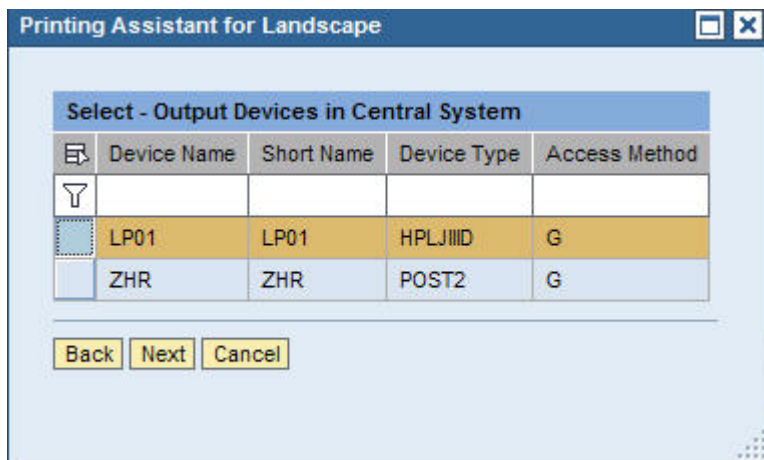 Printing Assistant for Landscape
Select - Output Devices in Central System
Device Name Short Name Device Type Access Method
LP01 LP01 HPLJIIID G
ZHR ZHR POST2 G
Back Next Cancel